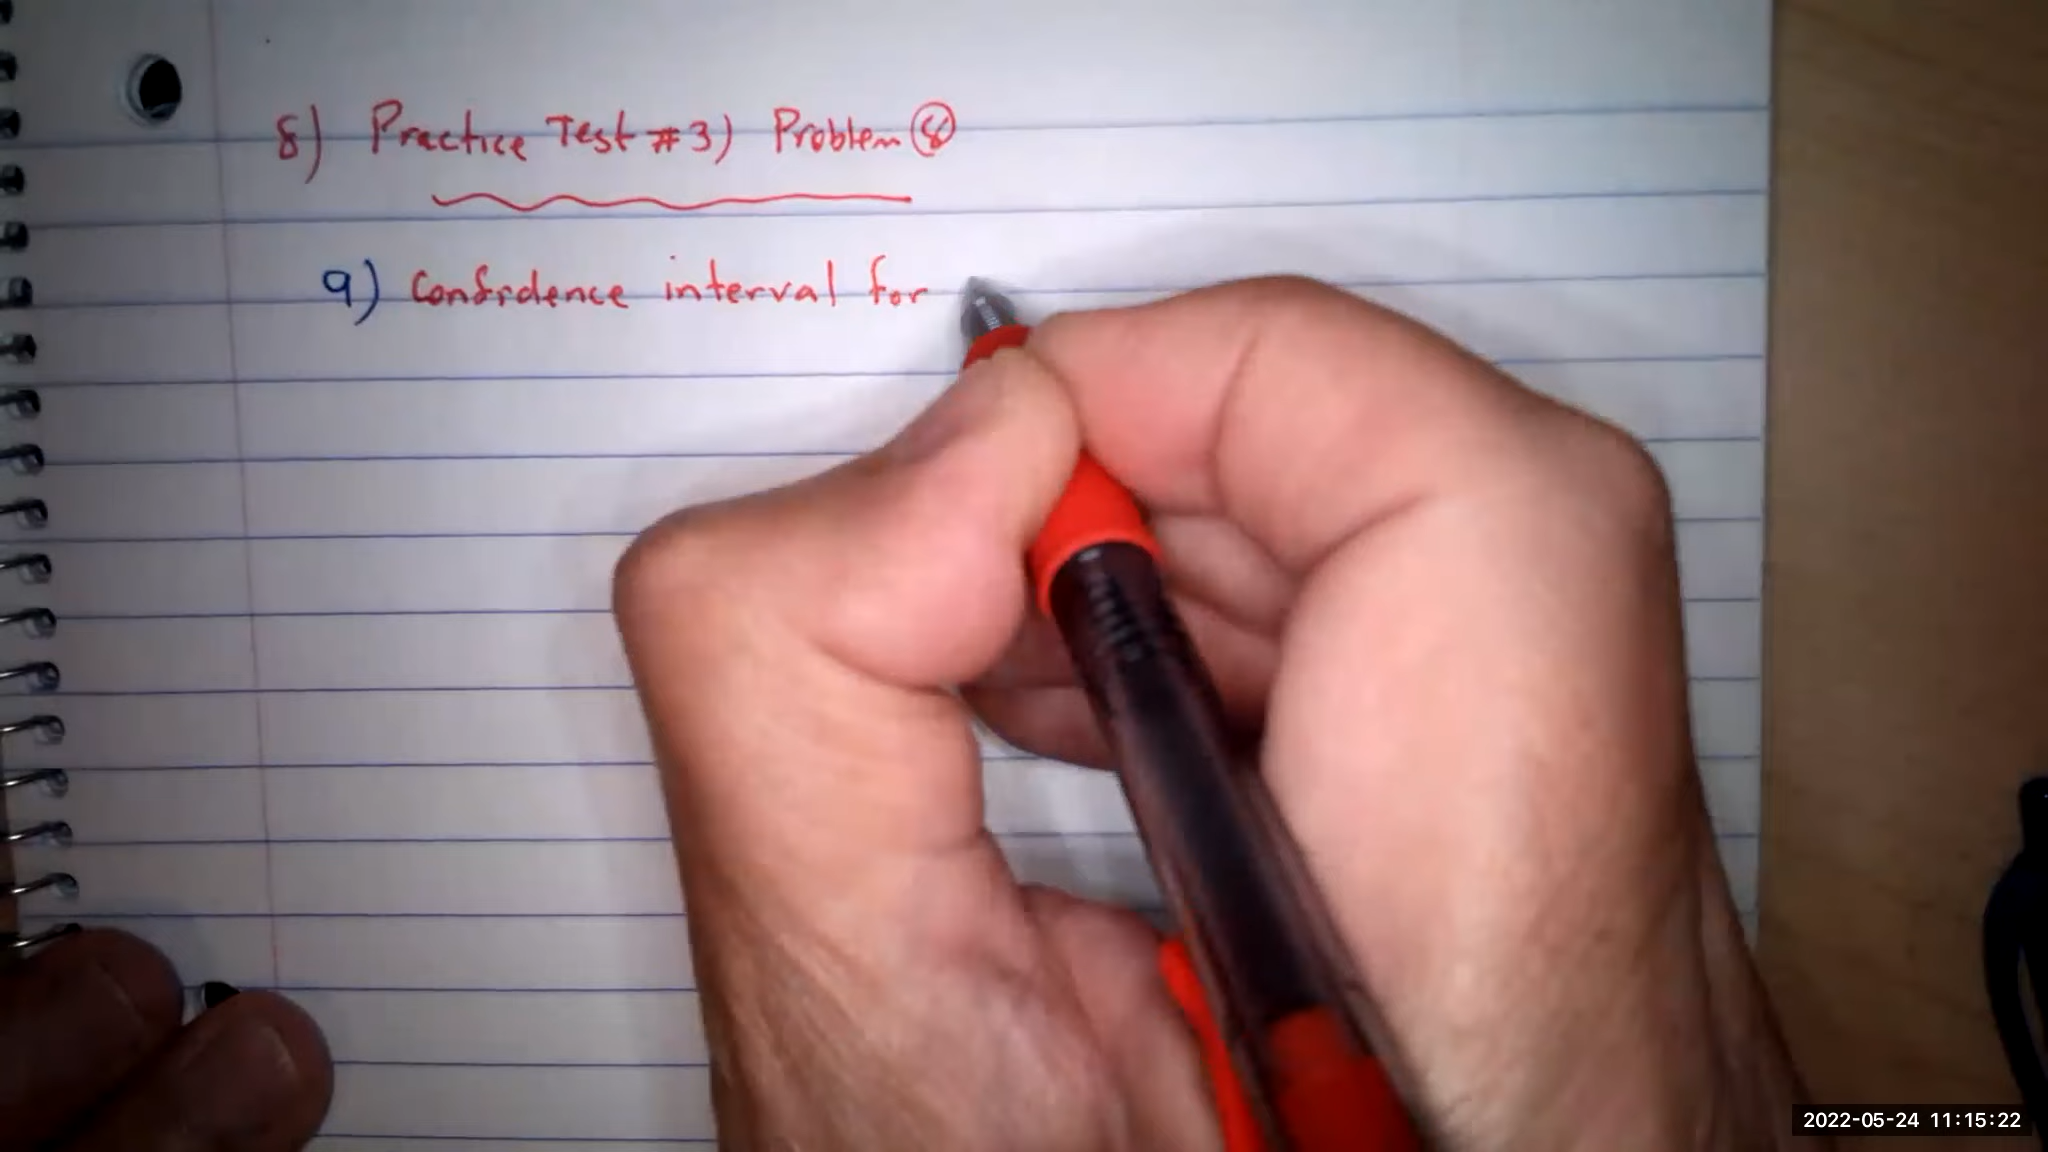 8) Practice Test #3) Problem ⑧
9) Confidence interval for
2022-05-24 11:15:22